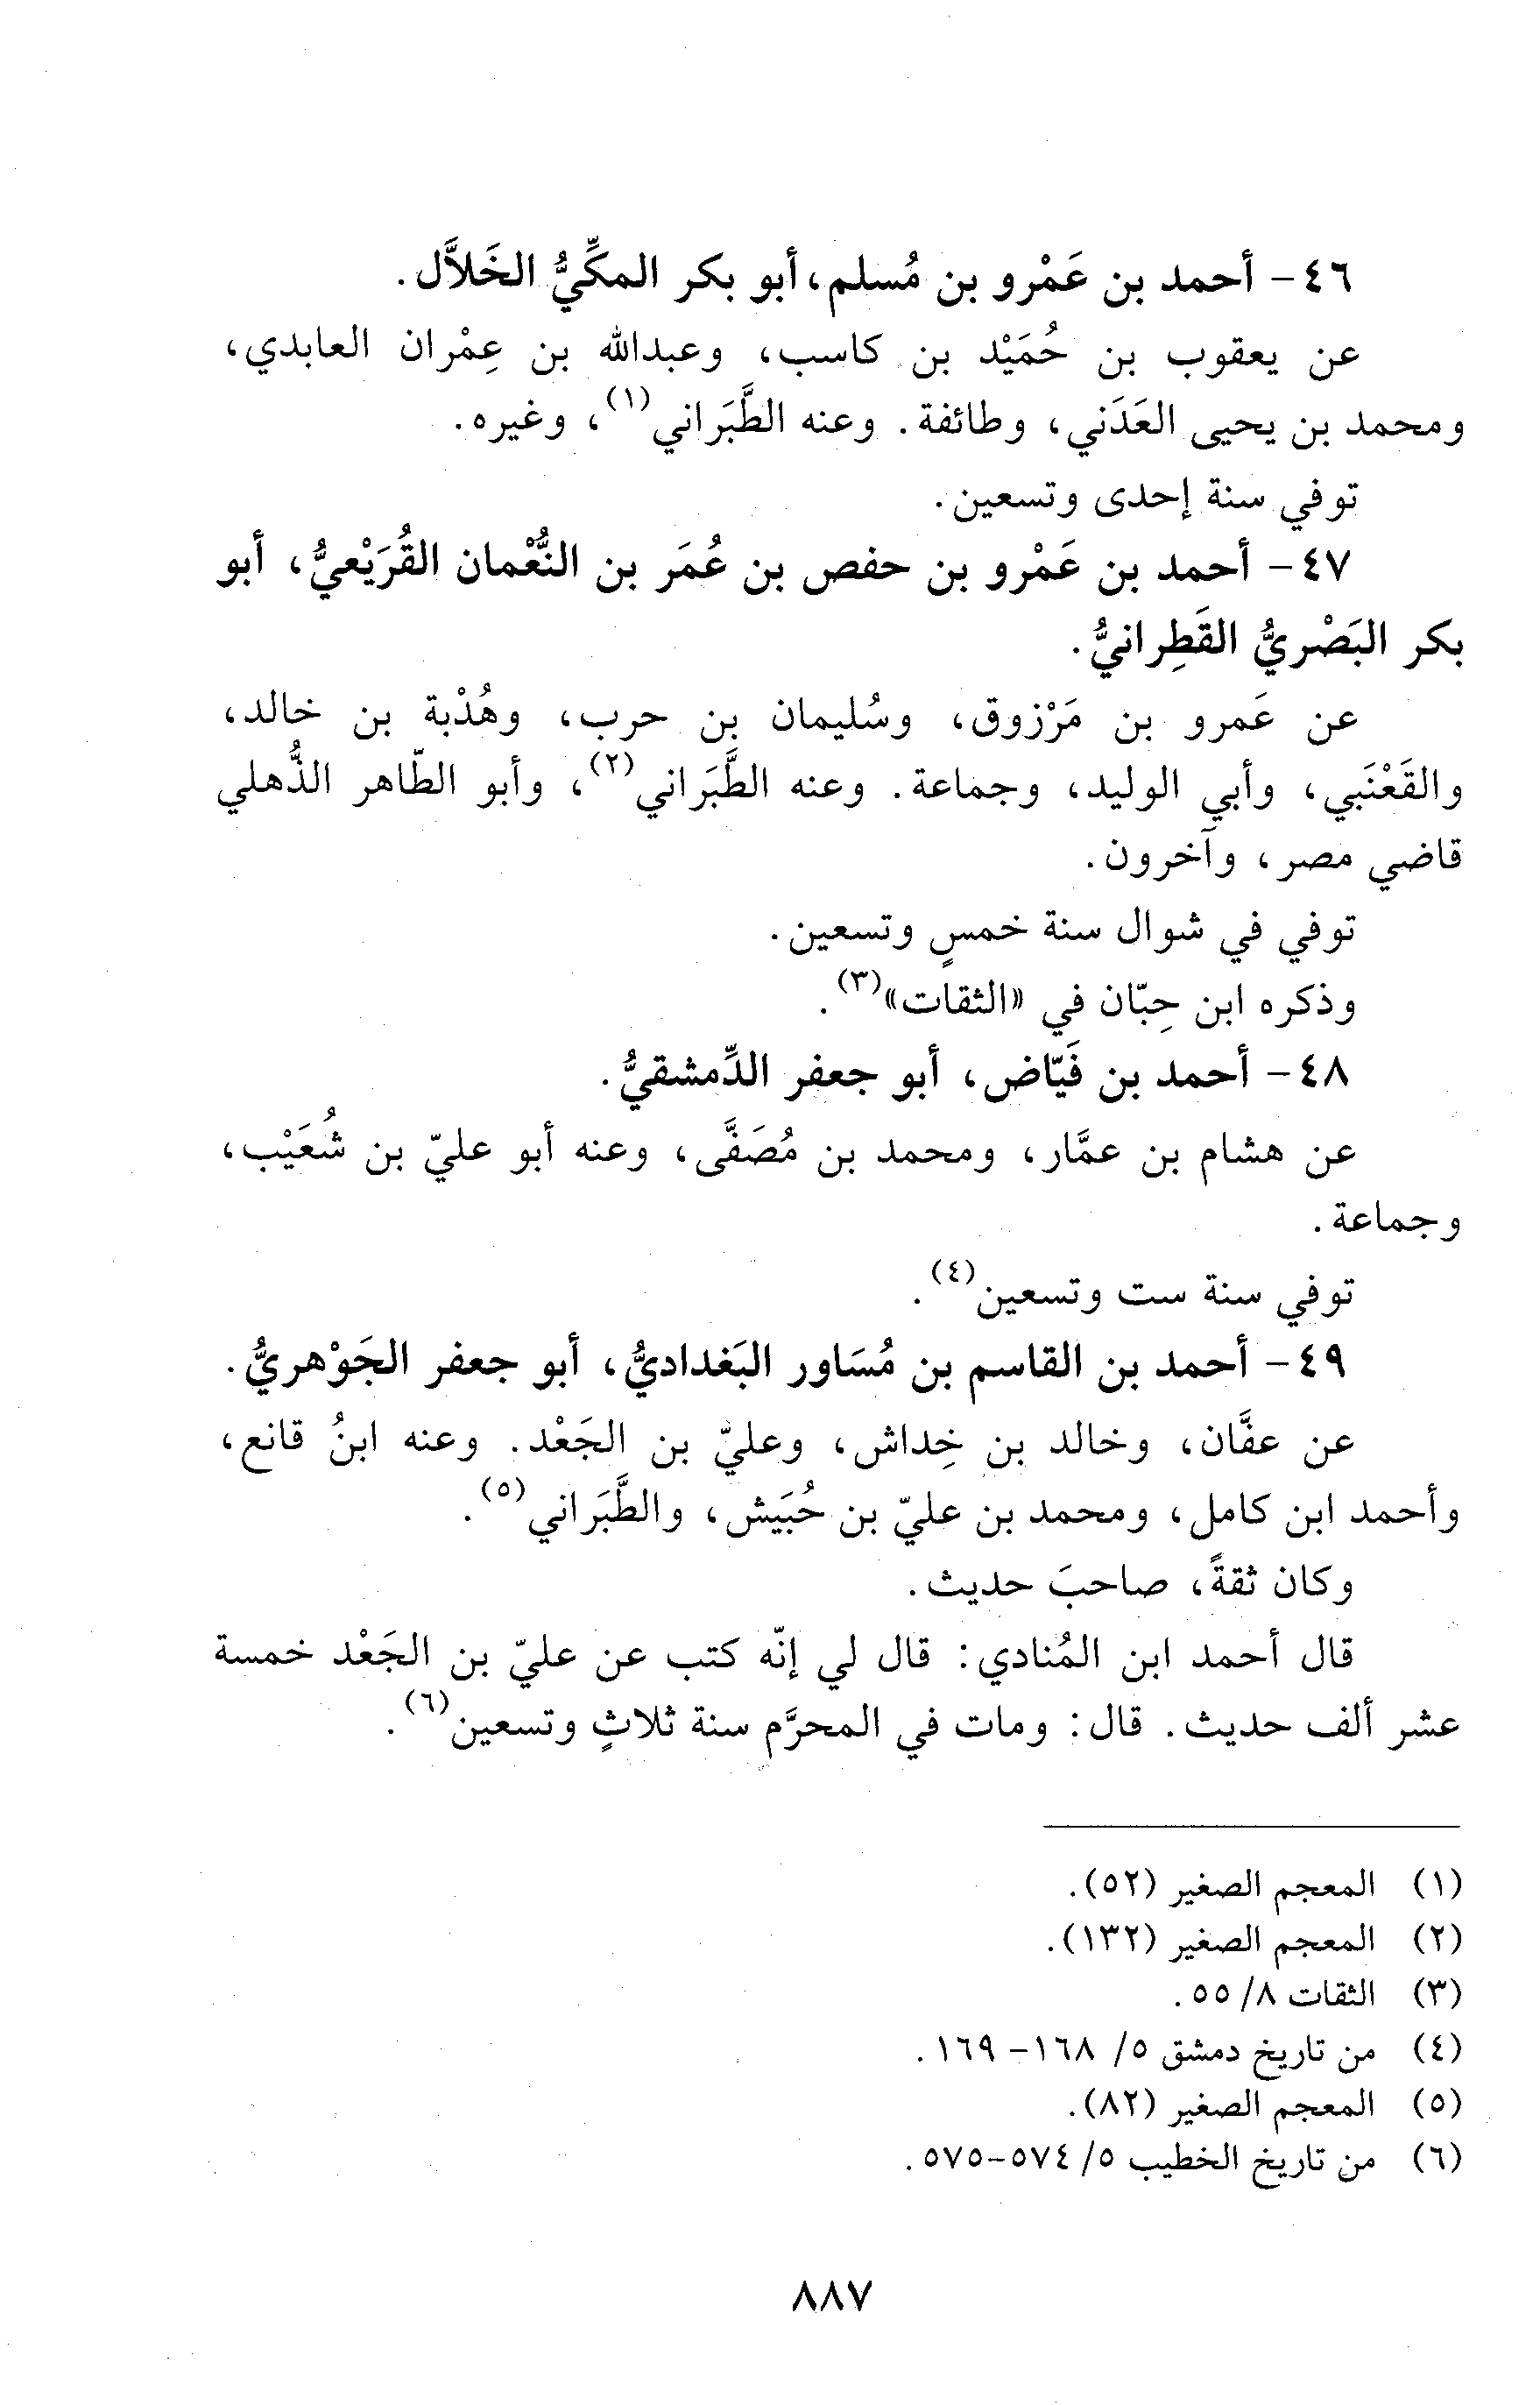 ٤٦ - أحمد بن عَمْرو بن مُسلم، أبو بكر المكِّيُّ الخَلاَّل.
عن يعقوب بن حُمَيْد بن كاسب، وعبدالله بن عِمْران العابدي،
ومحمد بن يحيى العَدَني، وطائفة. وعنه الطَّبَراني(١)، وغيره.
توفي سنة إحدى وتسعين.
٤٧ - أحمد بن عَمْرو بن حفص بن عُمَر بن النُّعْمان القُرَيْعيُّ، أبو
بكر البَصْريُّ القَطِرانيُّ.
عن عَمرو بن مَرْزوق، وسُليمان بن حرب، وهُدْبة بن خالد،
والقَعْنَبي، وأبي الوليد، وجماعة. وعنه الطَّبَراني(٢)، وأبو الطّاهر الذُّهلي
قاضي مصر، وآخرون.
توفي في شوال سنة خمسٍ وتسعين.
وذكره ابن حِبّان في «الثقات»(٣).
٤٨ - أحمد بن فَيّاض، أبو جعفر الدِّمشقيُّ.
عن هشام بن عمَّار، ومحمد بن مُصَفَّى، وعنه أبو عليّ بن شُعَيْب،
وجماعة.
توفي سنة ست وتسعين(٤).
٤٩ - أحمد بن القاسم بن مُسَاور البَغداديُّ، أبو جعفر الجَوْهريُّ.
عن عفَّان، وخالد بن خِداش، وعليّ بن الجَعْد. وعنه ابنُ قانع،
وأحمد ابن كامل، ومحمد بن عليّ بن حُبَيش، والطَّبَراني(٥).
وكان ثقةً، صاحبَ حديث.
قال أحمد ابن المُنادي: قال لي إنّه كتب عن عليّ بن الجَعْد خمسة
عشر ألف حديث. قال: ومات في المحرَّم سنة ثلاثٍ وتسعين(٦).
(١) المعجم الصغير (٥٢).
(٢) المعجم الصغير (١٣٢).
(٣) الثقات ٨/ ٥٥.
(٤) من تاريخ دمشق ٥/ ١٦٨ - ١٦٩.
(٥) المعجم الصغير (٨٢).
(٦) من تاريخ الخطيب ٥/ ٥٧٤-٥٧٥.
٨٨٧